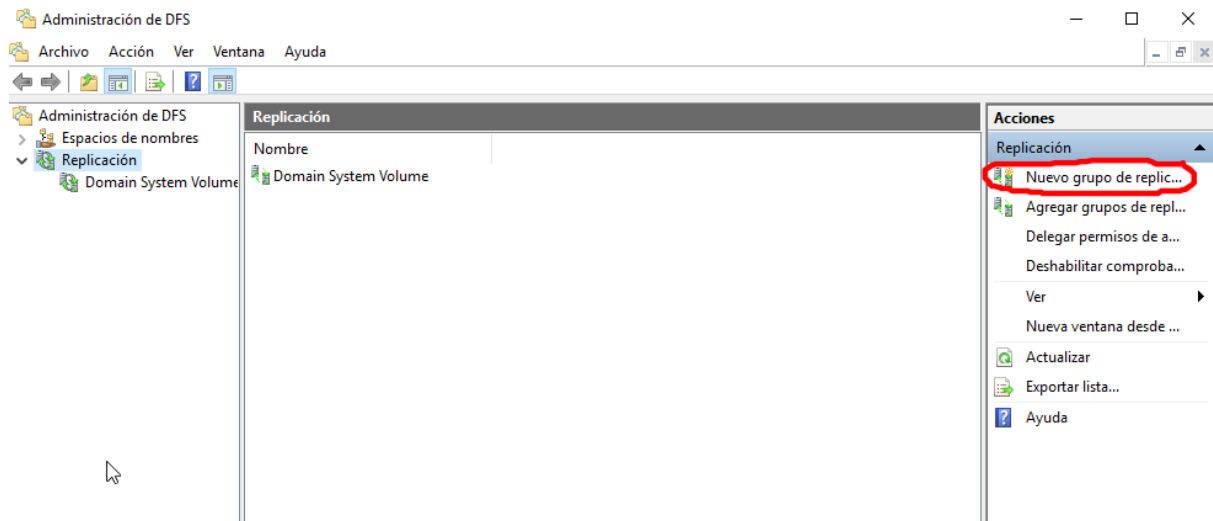 Administración de DFS
Archivo Acción Ver Ventana Ayuda
Administración de DFS
Espacios de nombres
Replicación
Domain System Volume
Replicación
Nombre
Domain System Volume
Acciones
Replicación
Nuevo grupo de replic...
Agregar grupos de repl...
Delegar permisos de a...
Deshabilitar comproba...
Ver
Nueva ventana desde ...
Actualizar
Exportar lista...
Ayuda